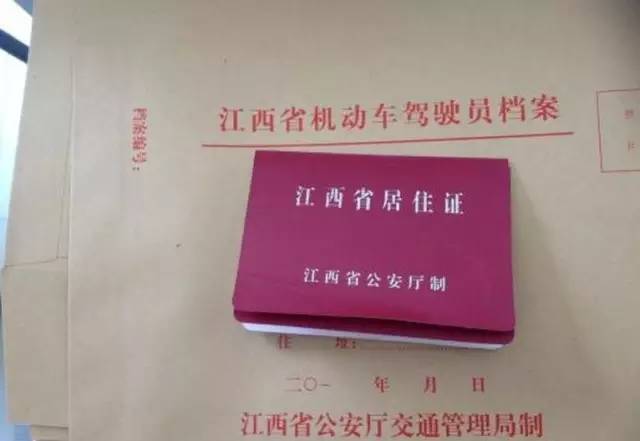 江西省机动车驾驶员档案
档案编号：
江西省居住证
江西省公安厅制
住 址：
二〇一 年 月 日
江西省公安厅交通管理局制